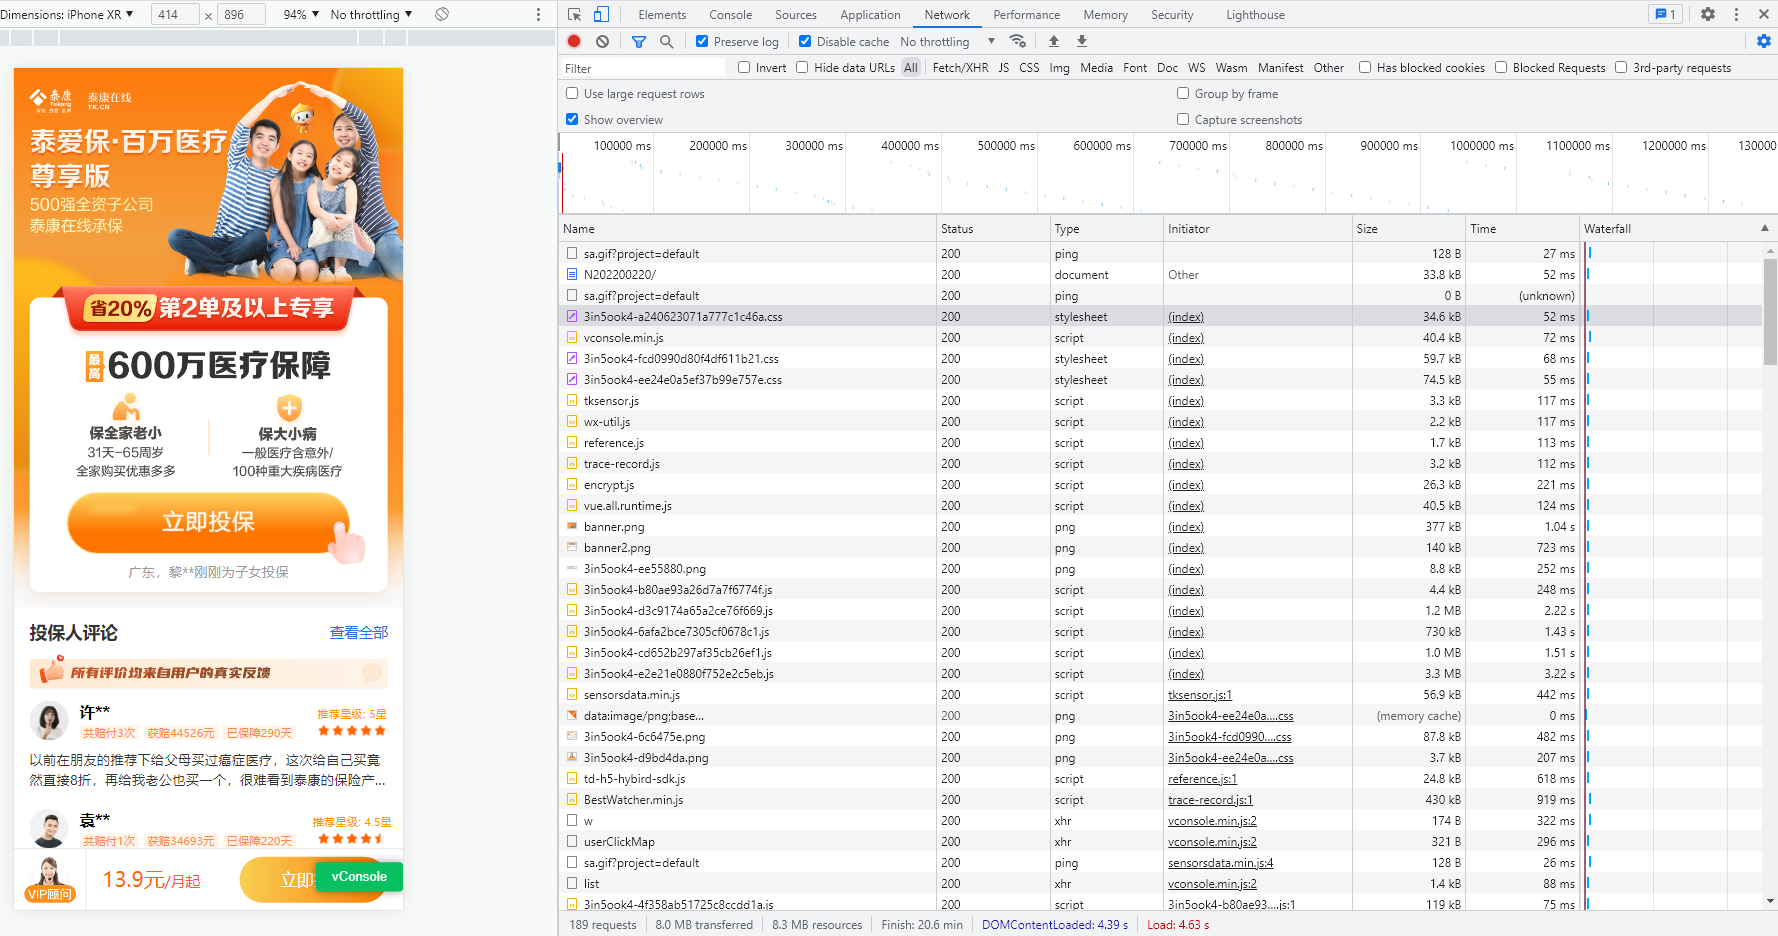 Dimensions: iPhone XR ▼ 414 × 896 94% ▼ No throttling ▼
泰康 Taikang 泰康在线 TK.CN
泰爱保·百万医疗
尊享版
500强全资子公司
泰康在线承保
省20% 第2单及以上专享
最高 600万医疗保障
保全家老小
31天-65周岁
全家购买优惠多多
保大小病
一般医疗含意外/
100种重大疾病医疗
立即投保
广东，黎**刚刚为子女投保
投保人评论 查看全部
所有评价均来自用户的真实反馈
许** 推荐星级: 5星
共赔付3次 获赔44526元 已保障290天
以前在朋友的推荐下给父母买过癌症医疗，这次给自己买竟
然直接8折，再给我老公也买一个，很难看到泰康的保险产...
袁** 推荐星级: 4.5星
共赔付1次 获赔34693元 已保障220天
VIP顾问 13.9元/月起 立即 vConsole
Elements Console Sources Application Network Performance Memory Security Lighthouse 1
Preserve log Disable cache No throttling ▼
Filter Invert Hide data URLs All Fetch/XHR JS CSS Img Media Font Doc WS Wasm Manifest Other Has blocked cookies Blocked Requests 3rd-party requests
Use large request rows Group by frame
Show overview Capture screenshots
100000 ms 200000 ms 300000 ms 400000 ms 500000 ms 600000 ms 700000 ms 800000 ms 900000 ms 1000000 ms 1100000 ms 1200000 ms 130000
Name Status Type Initiator Size Time Waterfall
sa.gif?project=default 200 ping 128 B 27 ms
N202200220/ 200 document Other 33.8 kB 52 ms
sa.gif?project=default 200 ping 0 B (unknown)
3in5ook4-a240623071a777c1c46a.css 200 stylesheet (index) 34.6 kB 52 ms
vconsole.min.js 200 script (index) 40.4 kB 72 ms
3in5ook4-fcd0990d80f4df611b21.css 200 stylesheet (index) 59.7 kB 68 ms
3in5ook4-ee24e0a5ef37b99e757e.css 200 stylesheet (index) 74.5 kB 55 ms
tksensor.js 200 script (index) 3.3 kB 117 ms
wx-util.js 200 script (index) 2.2 kB 117 ms
reference.js 200 script (index) 1.7 kB 113 ms
trace-record.js 200 script (index) 3.2 kB 112 ms
encrypt.js 200 script (index) 26.3 kB 221 ms
vue.all.runtime.js 200 script (index) 40.5 kB 124 ms
banner.png 200 png (index) 377 kB 1.04 s
banner2.png 200 png (index) 140 kB 723 ms
3in5ook4-ee55880.png 200 png (index) 8.8 kB 252 ms
3in5ook4-b80ae93a26d7a7f6774f.js 200 script (index) 4.4 kB 248 ms
3in5ook4-d3c9174a65a2ce76f669.js 200 script (index) 1.2 MB 2.22 s
3in5ook4-6afa2bce7305cf0678c1.js 200 script (index) 730 kB 1.43 s
3in5ook4-cd652b297af35cb26ef1.js 200 script (index) 1.0 MB 1.51 s
3in5ook4-e2e21e0880f752e2c5eb.js 200 script (index) 3.3 MB 3.22 s
sensorsdata.min.js 200 script tksensor.js:1 56.9 kB 442 ms
data:image/png;base... 200 png 3in5ook4-ee24e0a....css (memory cache) 0 ms
3in5ook4-6c6475e.png 200 png 3in5ook4-fcd0990....css 87.8 kB 482 ms
3in5ook4-d9bd4da.png 200 png 3in5ook4-ee24e0a....css 3.7 kB 207 ms
td-h5-hybird-sdk.js 200 script reference.js:1 24.8 kB 618 ms
BestWatcher.min.js 200 script trace-record.js:1 430 kB 919 ms
w 200 xhr vconsole.min.js:2 174 B 322 ms
userClickMap 200 xhr vconsole.min.js:2 321 B 296 ms
sa.gif?project=default 200 ping sensorsdata.min.js:4 128 B 26 ms
list 200 xhr vconsole.min.js:2 1.4 kB 88 ms
3in5ook4-4f358ab51725c8ccdd1a.js 200 script 3in5ook4-b80ae93....js:1 119 kB 75 ms
189 requests 8.0 MB transferred 8.3 MB resources Finish: 20.6 min DOMContentLoaded: 4.39 s Load: 4.63 s